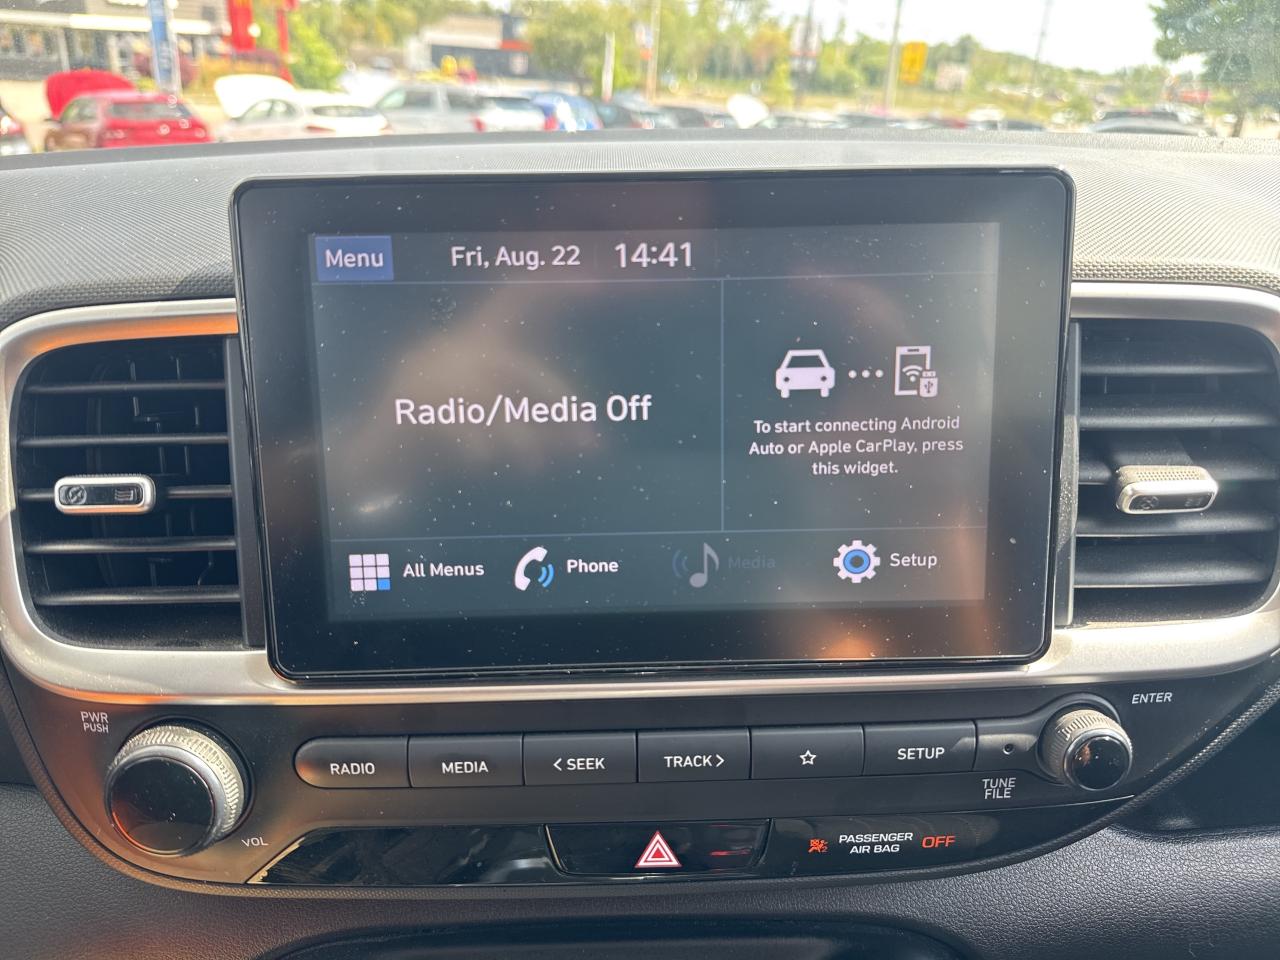 Menu
Fri, Aug. 22
14:41
Radio/Media Off
To start connecting Android
Auto or Apple CarPlay, press
this widget.
All Menus
Phone
Media
Setup
PWR
PUSH
VOL
RADIO
MEDIA
< SEEK
TRACK >
☆
SETUP
TUNE
FILE
ENTER
PASSENGER
AIR BAG
OFF